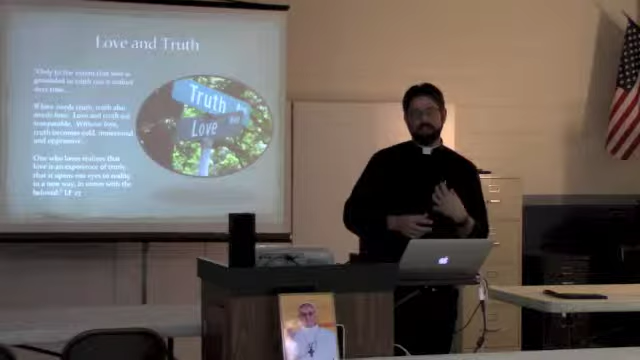 Love and Truth
"Only to the extent that love is
grounded in truth can it endure
over time...
If love needs truth, truth also
needs love. Love and truth are
inseparable. Without love,
truth becomes cold, impersonal
and oppressive...
One who loves realizes that
love is an experience of truth,
that it opens our eyes to reality
in a new way, in union with the
beloved." LF 27
Truth
Love